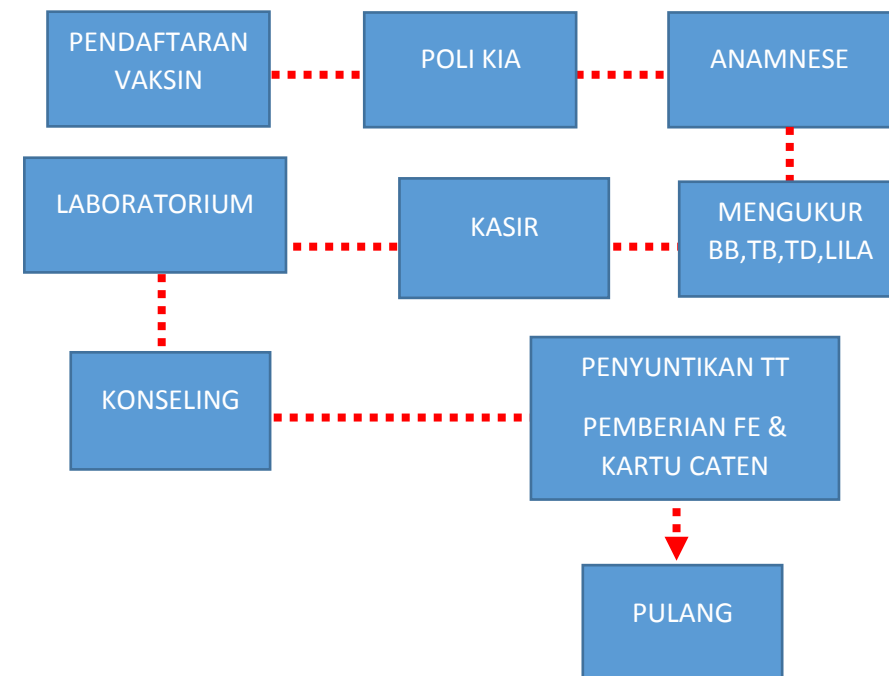 PENDAFTARAN
VAKSIN
POLI KIA
ANAMNESE
MENGUKUR
BB,TB,TD,LILA
KASIR
LABORATORIUM
KONSELING
PENYUNTIKAN TT
PEMBERIAN FE &
KARTU CATEN
PULANG